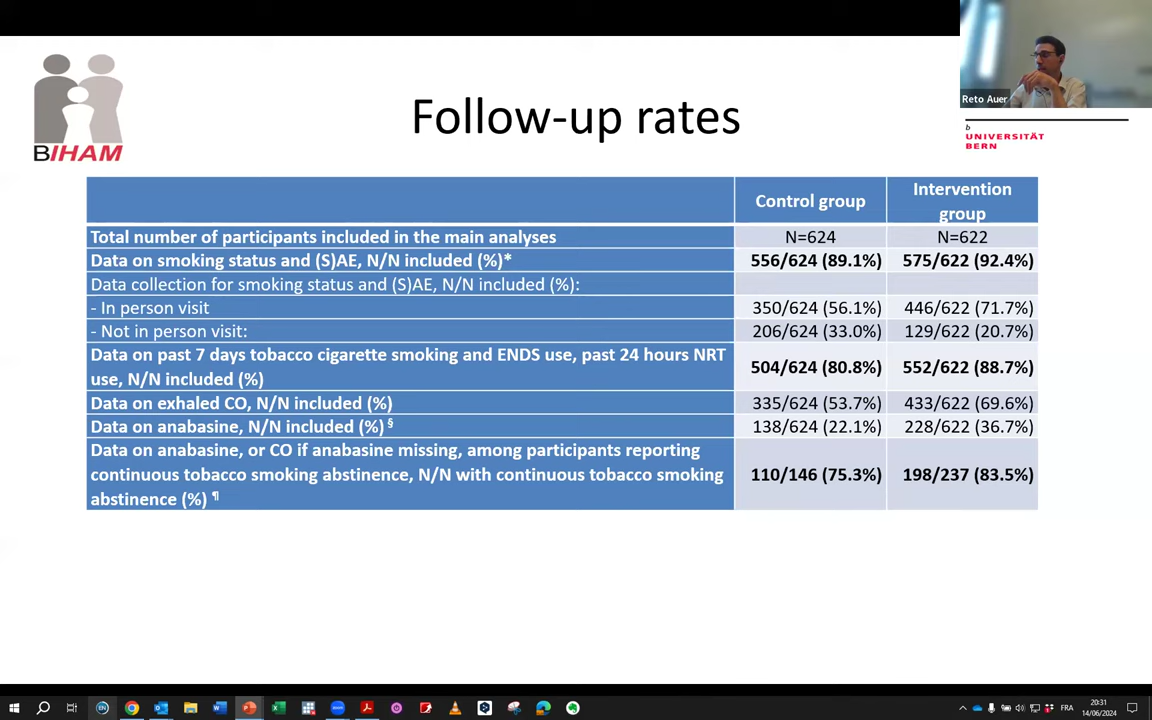 Reto Auer
BIHAM
Follow-up rates
b
UNIVERSITÄT
BERN
Control group
Intervention
group
Total number of participants included in the main analyses N=624 N=622
Data on smoking status and (S)AE, N/N included (%)* 556/624 (89.1%) 575/622 (92.4%)
Data collection for smoking status and (S)AE, N/N included (%):
- In person visit 350/624 (56.1%) 446/622 (71.7%)
- Not in person visit: 206/624 (33.0%) 129/622 (20.7%)
Data on past 7 days tobacco cigarette smoking and ENDS use, past 24 hours NRT
use, N/N included (%) 504/624 (80.8%) 552/622 (88.7%)
Data on exhaled CO, N/N included (%) 335/624 (53.7%) 433/622 (69.6%)
Data on anabasine, N/N included (%) § 138/624 (22.1%) 228/622 (36.7%)
Data on anabasine, or CO if anabasine missing, among participants reporting
continuous tobacco smoking abstinence, N/N with continuous tobacco smoking 110/146 (75.3%) 198/237 (83.5%)
abstinence (%) ¶
FRA
20:31
14/06/2024